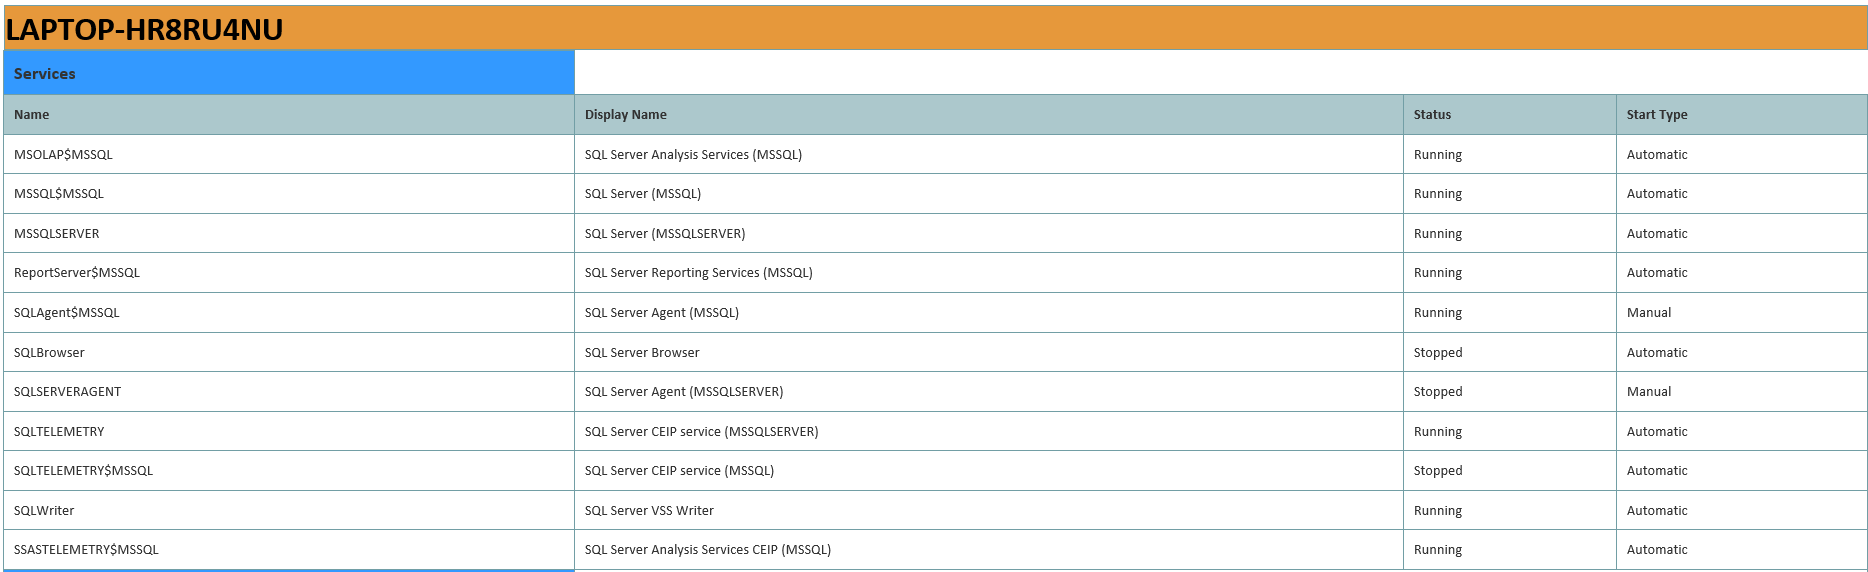 LAPTOP-HR8RU4NU
Services
Name Display Name Status Start Type
MSOLAP$MSSQL SQL Server Analysis Services (MSSQL) Running Automatic
MSSQL$MSSQL SQL Server (MSSQL) Running Automatic
MSSQLSERVER SQL Server (MSSQLSERVER) Running Automatic
ReportServer$MSSQL SQL Server Reporting Services (MSSQL) Running Automatic
SQLAgent$MSSQL SQL Server Agent (MSSQL) Running Manual
SQLBrowser SQL Server Browser Stopped Automatic
SQLSERVERAGENT SQL Server Agent (MSSQLSERVER) Stopped Manual
SQLTELEMETRY SQL Server CEIP service (MSSQLSERVER) Running Automatic
SQLTELEMETRY$MSSQL SQL Server CEIP service (MSSQL) Stopped Automatic
SQLWriter SQL Server VSS Writer Running Automatic
SSASTELEMETRY$MSSQL SQL Server Analysis Services CEIP (MSSQL) Running Automatic